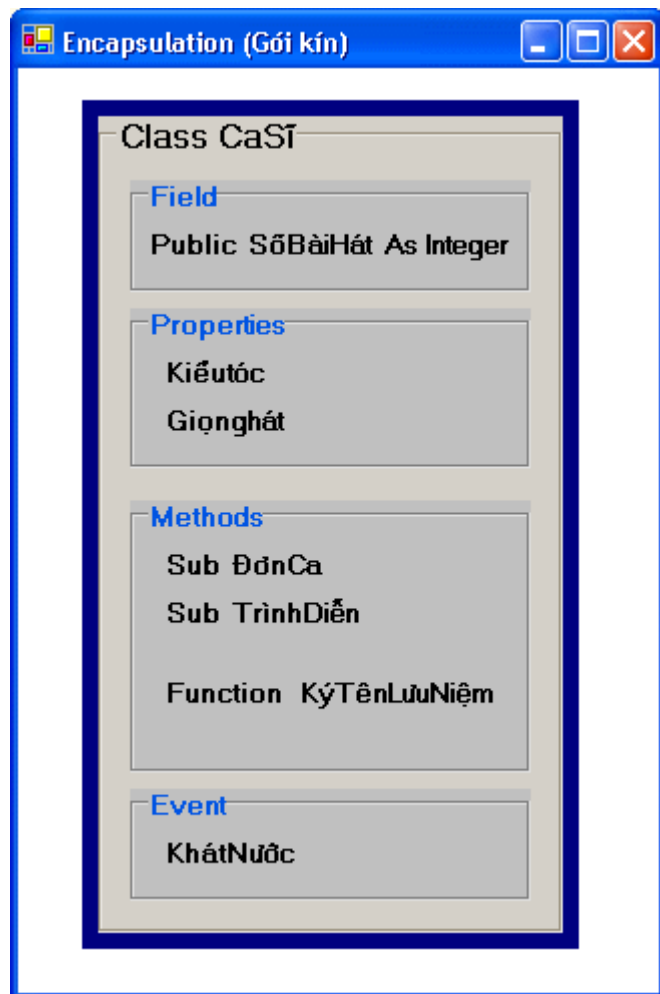 Encapsulation (Gói kín)
Class CaSĩ
Field
Public SốBàiHát As Integer
Properties
Kiểutóc
Giọnghát
Methods
Sub ĐơnCa
Sub TrìnhDiễn
Function KýTênLưuNiệm
Event
KhátNước